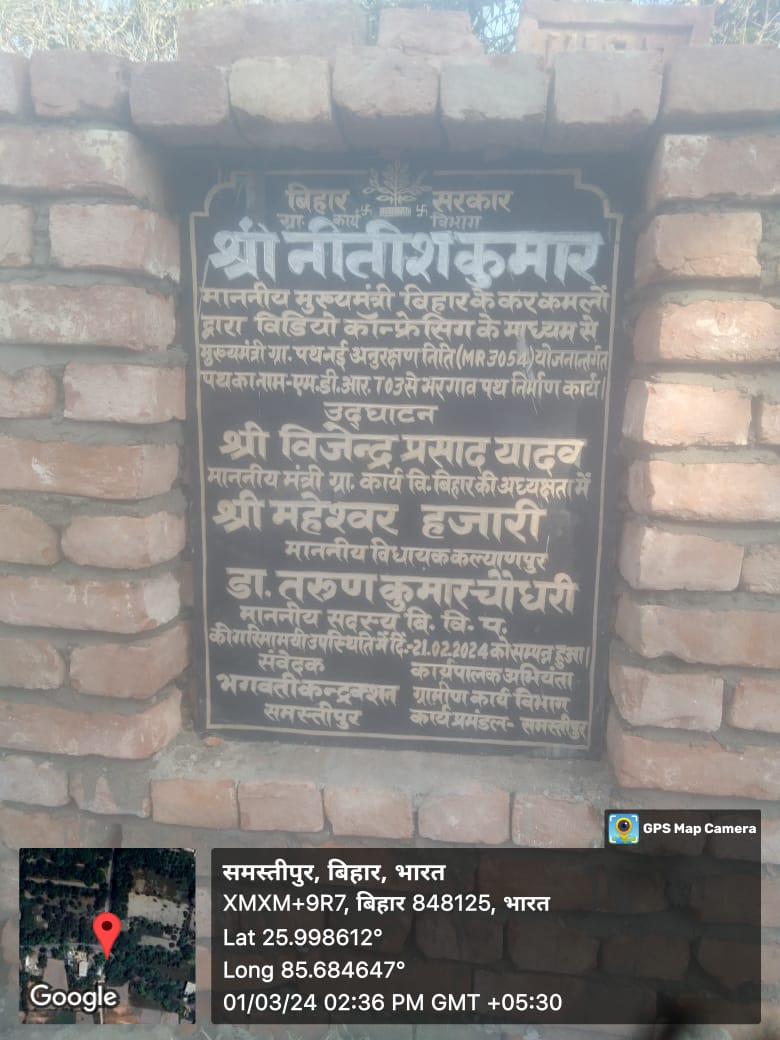 बिहार सरकार
ग्रा. कार्य विभाग
श्री नीतीश कुमार
माननीय मुख्यमंत्री बिहार के कर कमलों
द्वारा विडियो कॉन्फ्रेसिग के माध्यम से
मुख्यमंत्री ग्रा. पथ नई अनुरक्षण निति (MR 3054) योजनान्तर्गत
पथ का नाम-एम.डी.आर. T03 से भरगाव पथ निर्माण कार्य।
उद्घाटन
श्री विजेन्द्र प्रसाद यादव
माननीय मंत्री ग्रा. कार्य वि. बिहार की अध्यक्षता में
श्री महेश्वर हजारी
माननीय विधायक कल्याणपुर
डा. तरूण कुमार चौधरी
माननीय सदस्य बि. वि. प.
की गरिमामयी उपस्थिति में दि.-21.02.2024 को सम्पन्न हुआ।
संवेदक कार्यपालक अभियंता
भगवती कन्ट्रक्शन ग्रामीण कार्य विभाग
समस्तीपुर कार्य प्रमंडल- समस्तीपुर
GPS Map Camera
समस्तीपुर, बिहार, भारत
XMXM+9R7, बिहार 848125, भारत
Lat 25.998612°
Long 85.684647°
01/03/24 02:36 PM GMT +05:30
Google